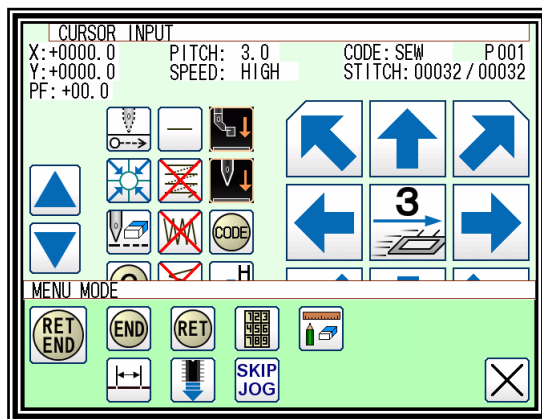 CURSOR INPUT
X:+0000.0 PITCH: 3.0 CODE: SEW P001
Y:+0000.0 SPEED: HIGH STITCH: 00032/00032
PF: +00.0
3
CODE
H
MENU MODE
RET
END
END
RET
123
456
789
SKIP
JOG